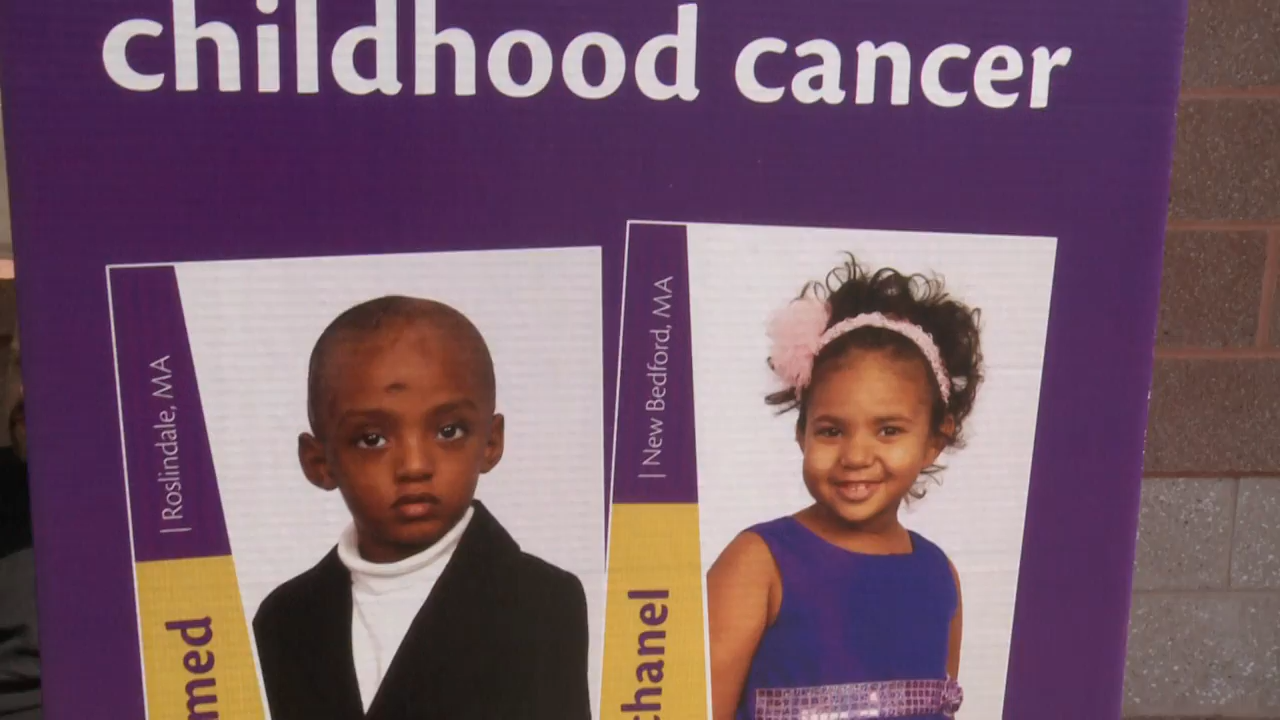 childhood cancer
| Roslindale, MA
med
| New Bedford, MA
chanel